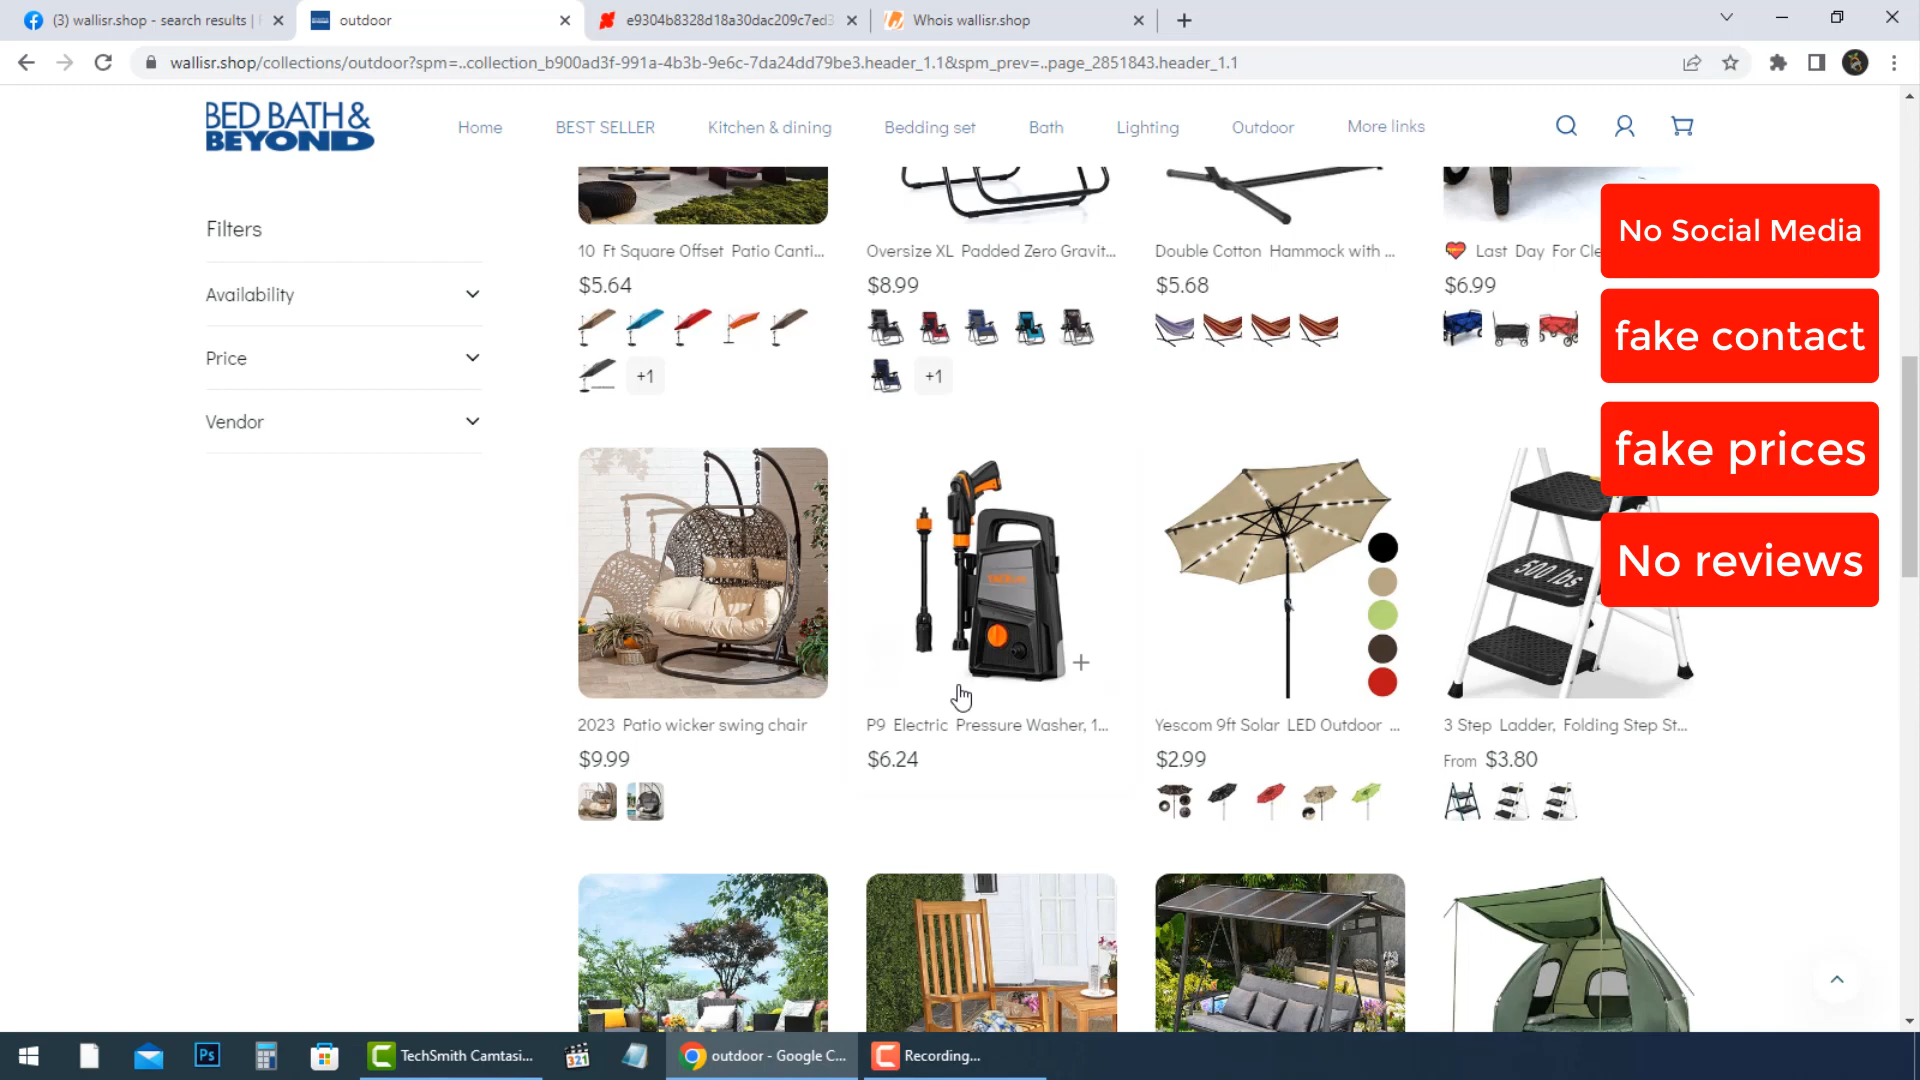 (3) wallisr.shop - search results |
outdoor
e9304b8328d18a30dac209c7ed3
Whois wallisr.shop
wallisr.shop/collections/outdoor?spm=..collection_b900ad3f-991a-4b3b-9e6c-7da24dd79be3.header_1.1&spm_prev=..page_2851843.header_1.1
BED BATH &
BEYOND
Home
BEST SELLER
Kitchen & dining
Bedding set
Bath
Lighting
Outdoor
More links
Filters
Availability
Price
Vendor
10 Ft Square Offset Patio Canti...
$5.64
+1
Oversize XL Padded Zero Gravit...
$8.99
+1
Double Cotton Hammock with ...
$5.68
Last Day For Cle
$6.99
No Social Media
fake contact
fake prices
No reviews
500 lbs
2023 Patio wicker swing chair
$9.99
P9 Electric Pressure Washer, 1...
$6.24
Yescom 9ft Solar LED Outdoor ...
$2.99
3 Step Ladder, Folding Step St...
From $3.80
Ps
321
TechSmith Camtasi...
outdoor - Google C...
Recording...